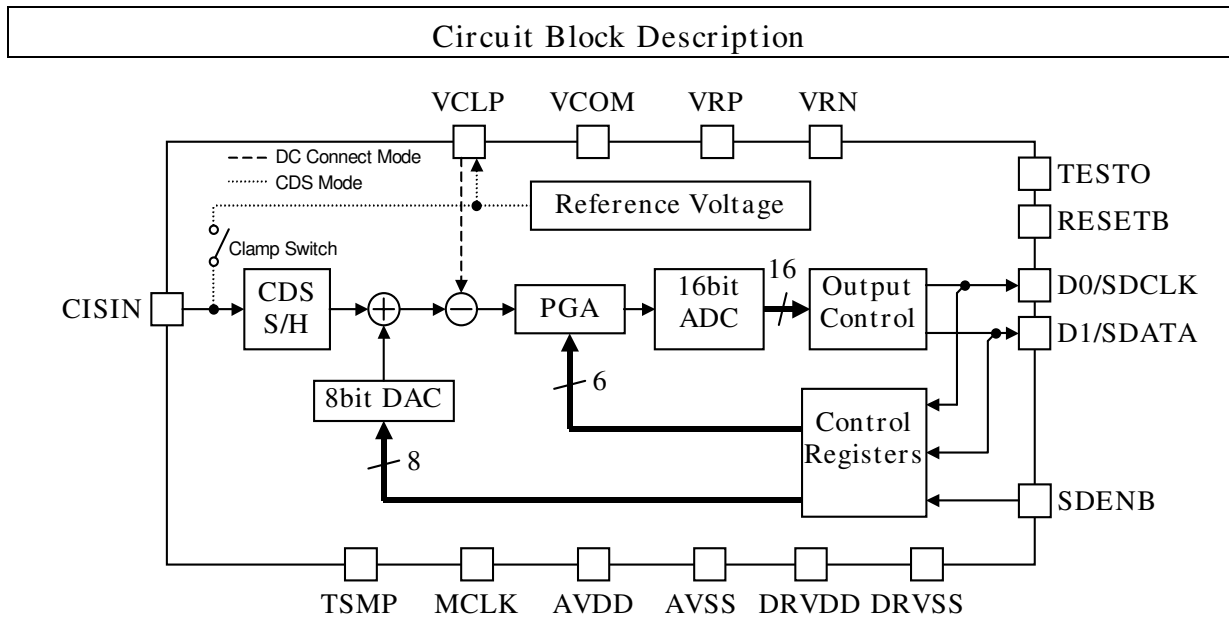 Circuit Block Description
VCLP
VCOM
VRP
VRN
DC Connect Mode
CDS Mode
Reference Voltage
TESTO
RESETB
Clamp Switch
CISIN
CDS
S/H
+
−
PGA
16bit
ADC
16
Output
Control
D0/SDCLK
D1/SDATA
8bit DAC
6
8
Control
Registers
SDENB
TSMP
MCLK
AVDD
AVSS
DRVDD
DRVSS